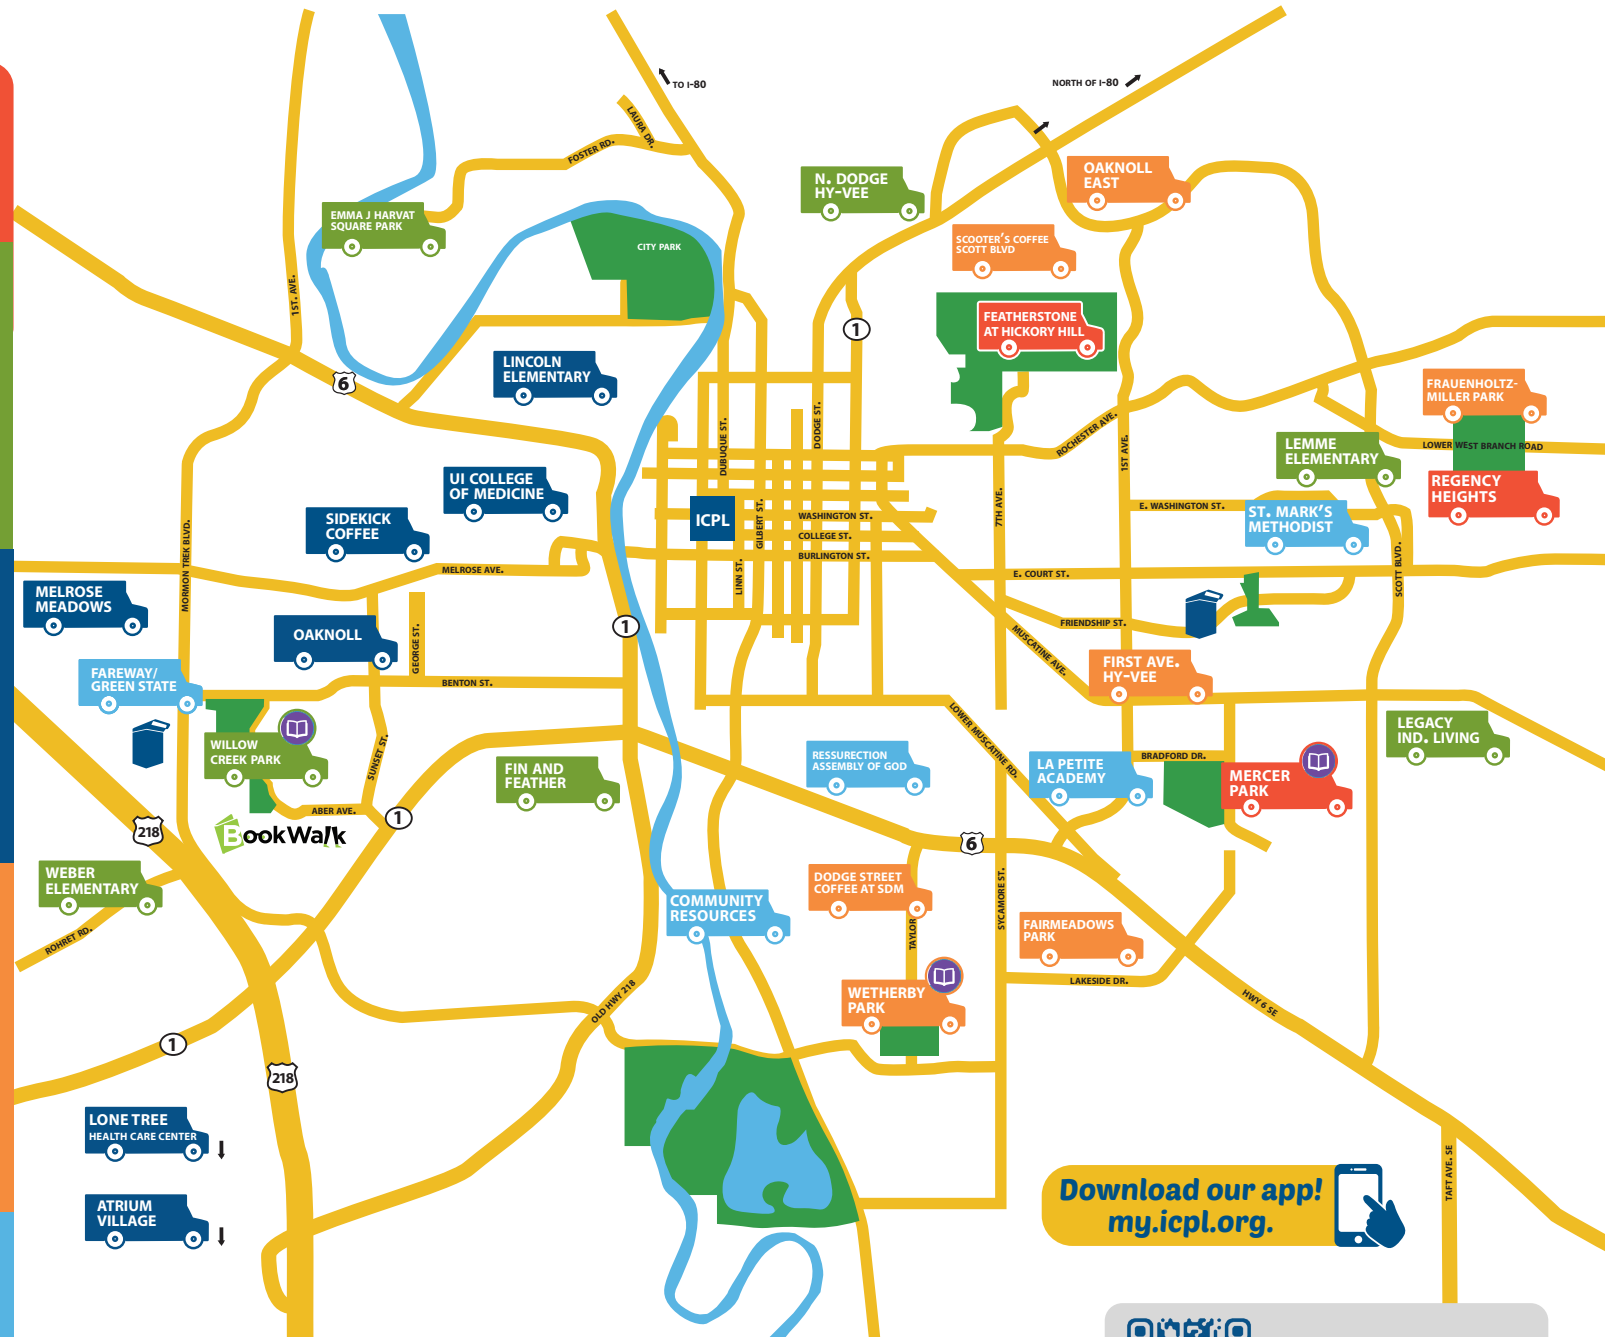 TO I-80
NORTH OF I-80
LAURA DR.
FOSTER RD.
N. DODGE
HY-VEE
OAKNOLL
EAST
EMMA J HARVAT
SQUARE PARK
CITY PARK
SCOOTER'S COFFEE
SCOTT BLVD
1ST. AVE.
FEATHERSTONE
AT HICKORY HILL
1
6
LINCOLN
ELEMENTARY
FRAUENHOLTZ-
MILLER PARK
DUBUQUE ST.
DODGE ST.
ROCHESTER AVE.
1ST AVE.
LOWER WEST BRANCH ROAD
LEMME
ELEMENTARY
UI COLLEGE
OF MEDICINE
REGENCY
HEIGHTS
SIDEKICK
COFFEE
ICPL
GILBERT ST.
WASHINGTON ST.
COLLEGE ST.
BURLINGTON ST.
7TH AVE.
E. WASHINGTON ST.
ST. MARK'S
METHODIST
MORMON TREK BLVD.
MELROSE AVE.
LINN ST.
E. COURT ST.
SCOTT BLVD.
MELROSE
MEADOWS
OAKNOLL
GEORGE ST.
1
FRIENDSHIP ST.
MUSCATINE AVE.
FAREWAY/
GREEN STATE
BENTON ST.
FIRST AVE.
HY-VEE
WILLOW
CREEK PARK
SUNSET ST.
LOWER MUSCATINE RD.
LEGACY
IND. LIVING
FIN AND
FEATHER
RESSURECTION
ASSEMBLY OF GOD
LA PETITE
ACADEMY
BRADFORD DR.
MERCER
PARK
ABER AVE.
1
218
BookWalk
6
WEBER
ELEMENTARY
DODGE STREET
COFFEE AT SDM
COMMUNITY
RESOURCES
SYCAMORE ST.
TAYLOR
FAIRMEADOWS
PARK
ROHRET RD.
LAKESIDE DR.
WETHERBY
PARK
OLD HWY 218
HWY 6 SE
1
218
LONE TREE
HEALTH CARE CENTER
ATRIUM
VILLAGE
TAFT AVE. SE
Download our app!
my.icpl.org.